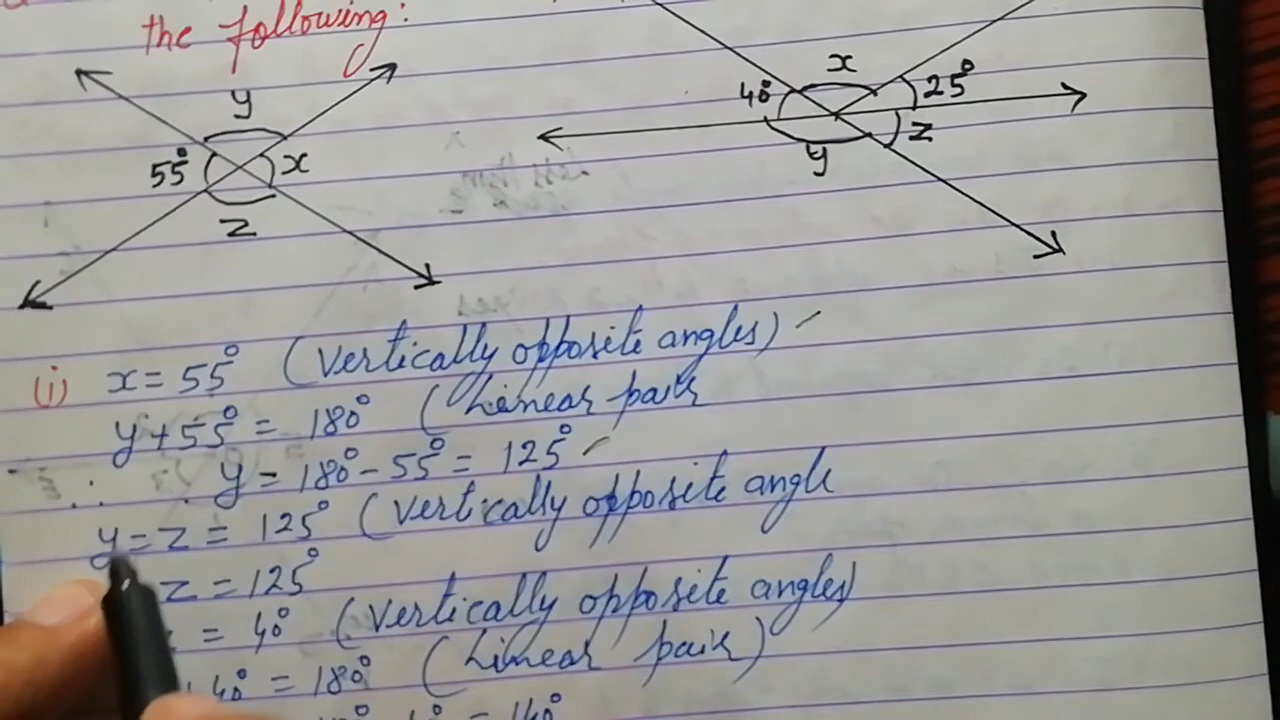 the following:
y
55° x
z
x
40° 25°
z
y
(i) x = 55° (Vertically opposite angles)
y + 55° = 180° (Linear pair
∴ y = 180° - 55° = 125°
y = z = 125° (Vertically opposite angle
z = 125°
= 40° (Vertically opposite angles)
+ 40° = 180° (Linear pair)
= 140°